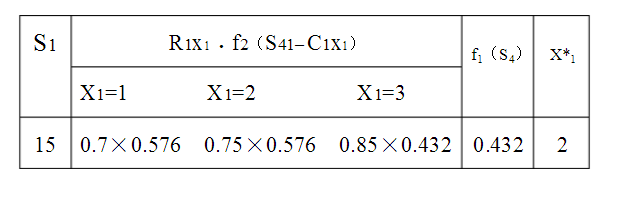 S1 R1X1 · f2（S41–C1X1） f1（S4） X*1
X1=1 X1=2 X1=3
15 0.7×0.576 0.75×0.576 0.85×0.432 0.432 2